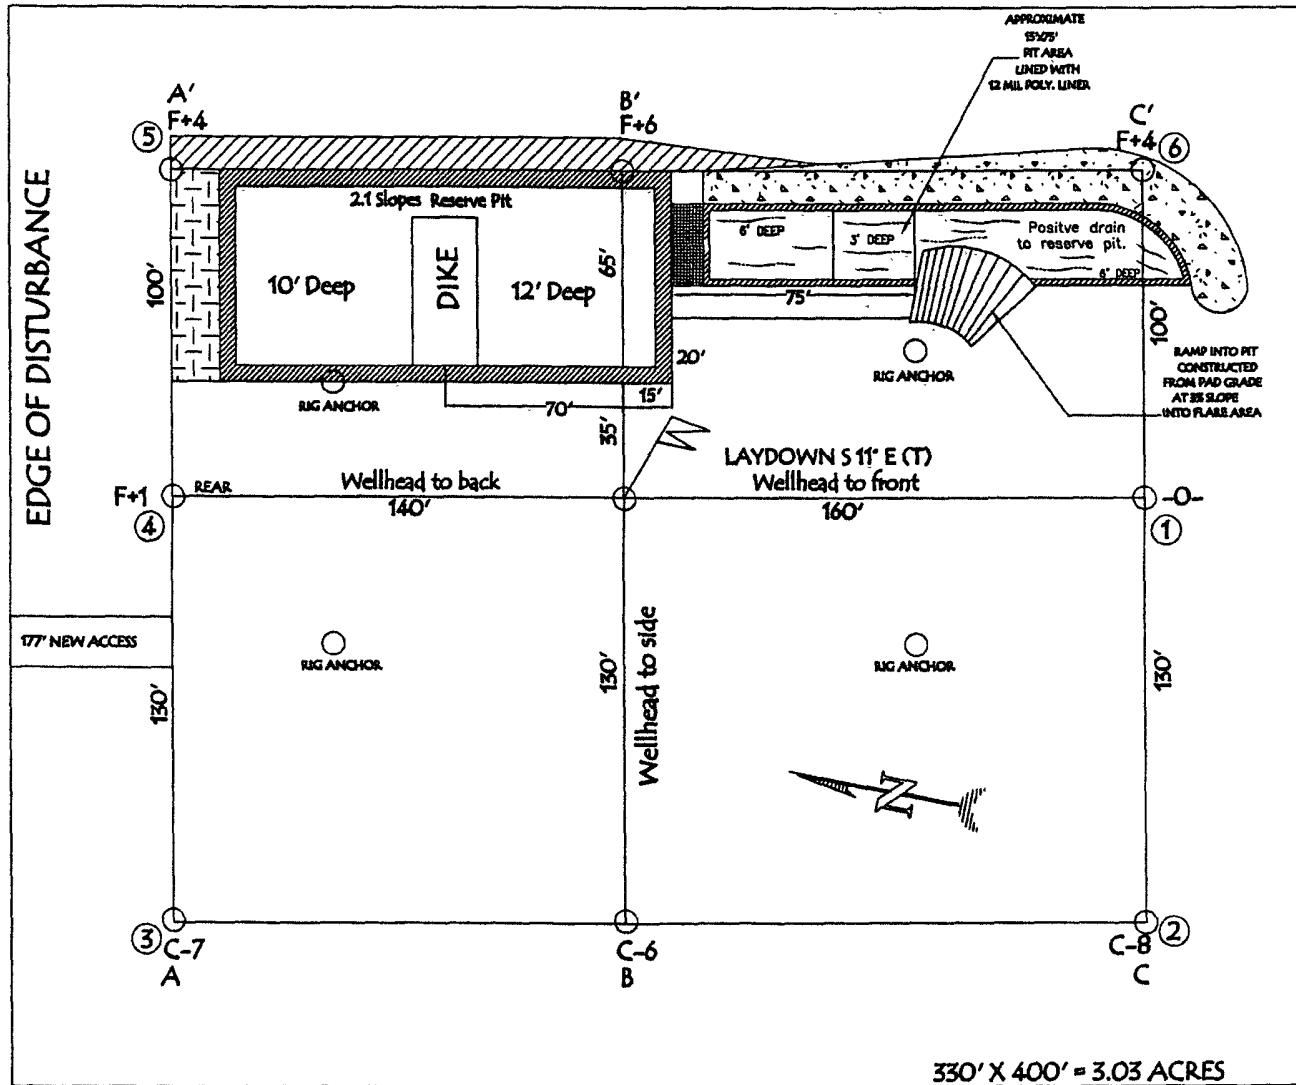 APPROXIMATE
15'X75'
PIT AREA
LINED WITH
12 MIL POLY. LINER
A'
F+4
B'
F+6
C'
F+4
5
6
EDGE OF DISTURBANCE
2.1 Slopes Reserve Pit
6' DEEP
3' DEEP
Positve drain
to reserve pit.
6' DEEP
100'
10' Deep
DIKE
12' Deep
65'
75'
100'
20'
RIG ANCHOR
RAMP INTO PIT
CONSTRUCTED
FROM PAD GRADE
AT 5% SLOPE
INTO FLARE AREA
15'
RIG ANCHOR
70'
35'
LAYDOWN S 11° E (T)
F+1
REAR
Wellhead to back
140'
Wellhead to front
160'
-0-
4
1
177' NEW ACCESS
RIG ANCHOR
RIG ANCHOR
130'
130'
Wellhead to side
130'
N
3
C-7
A
C-6
B
C-8
C
2
330' X 400' = 3.03 ACRES